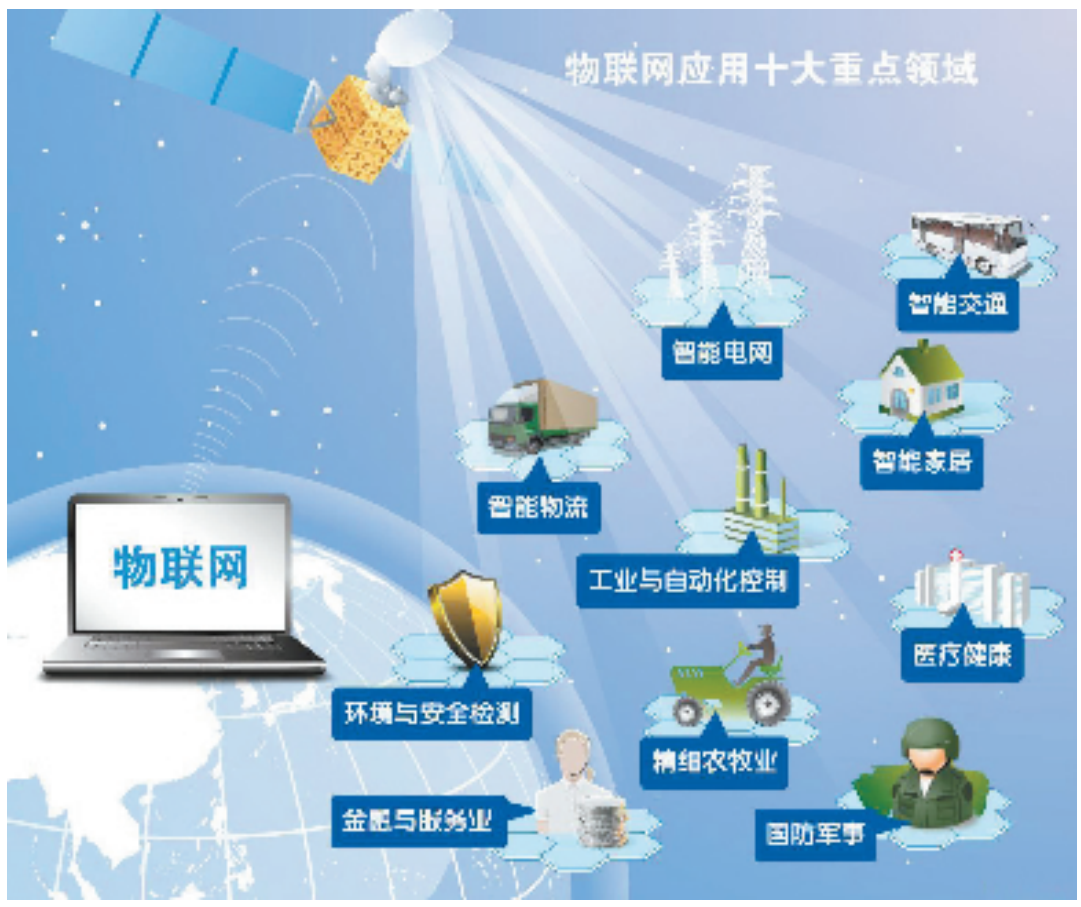 物联网应用十大重点领域
智能交通
智能电网
智能家居
智能物流
物联网
工业与自动化控制
医疗健康
环境与安全检测
精细农牧业
金融与服务业
国防军事